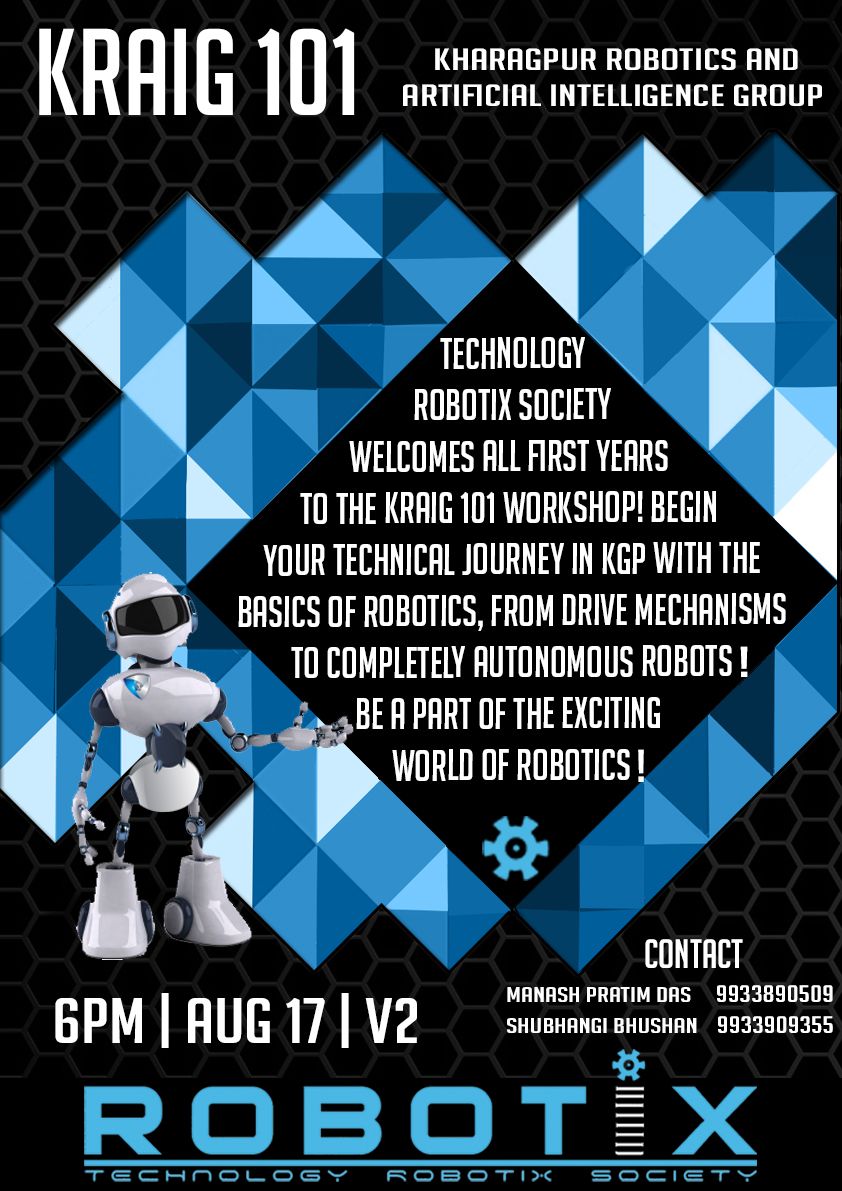 KRAIG 101
KHARAGPUR ROBOTICS AND
ARTIFICIAL INTELLIGENCE GROUP
TECHNOLOGY
ROBOTIX SOCIETY
WELCOMES ALL FIRST YEARS
TO THE KRAIG 101 WORKSHOP! BEGIN
YOUR TECHNICAL JOURNEY IN KGP WITH THE
BASICS OF ROBOTICS, FROM DRIVE MECHANISMS
TO COMPLETELY AUTONOMOUS ROBOTS !
BE A PART OF THE EXCITING
WORLD OF ROBOTICS !
CONTACT
MANASH PRATIM DAS 9933890509
SHUBHANGI BHUSHAN 9933909355
6PM | AUG 17 | V2
ROBOTiX
TECHNOLOGY ROBOTIX SOCIETY